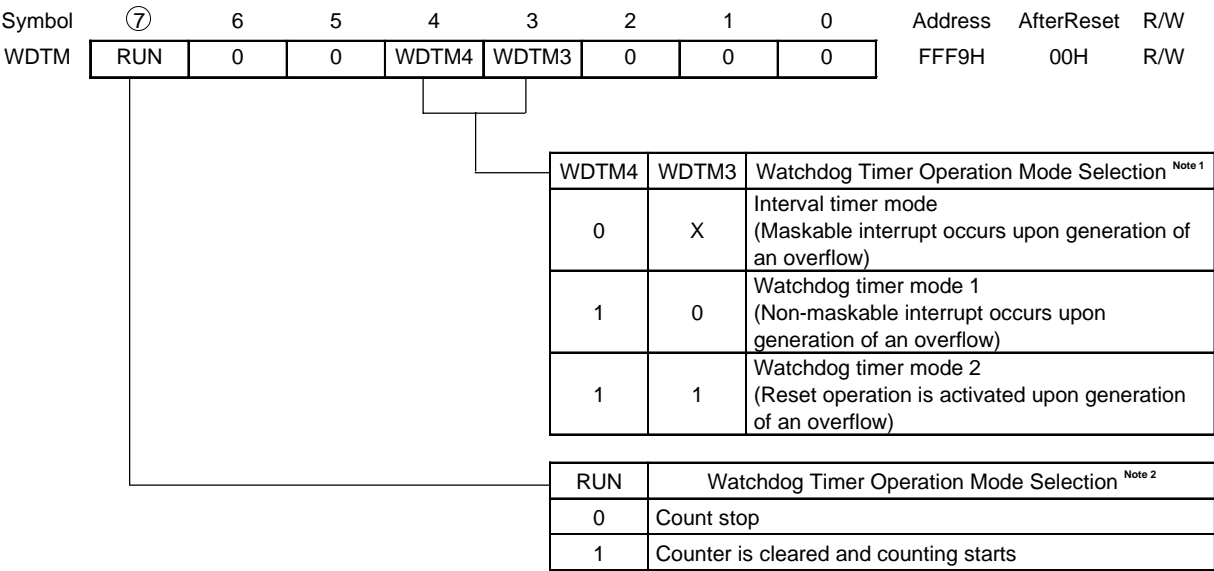 Symbol ⑦ 6 5 4 3 2 1 0 Address AfterReset R/W
WDTM RUN 0 0 WDTM4 WDTM3 0 0 0 FFF9H 00H R/W
WDTM4 WDTM3 Watchdog Timer Operation Mode Selection Note 1
0 X Interval timer mode
(Maskable interrupt occurs upon generation of
an overflow)
1 0 Watchdog timer mode 1
(Non-maskable interrupt occurs upon
generation of an overflow)
1 1 Watchdog timer mode 2
(Reset operation is activated upon generation
of an overflow)
RUN Watchdog Timer Operation Mode Selection Note 2
0 Count stop
1 Counter is cleared and counting starts